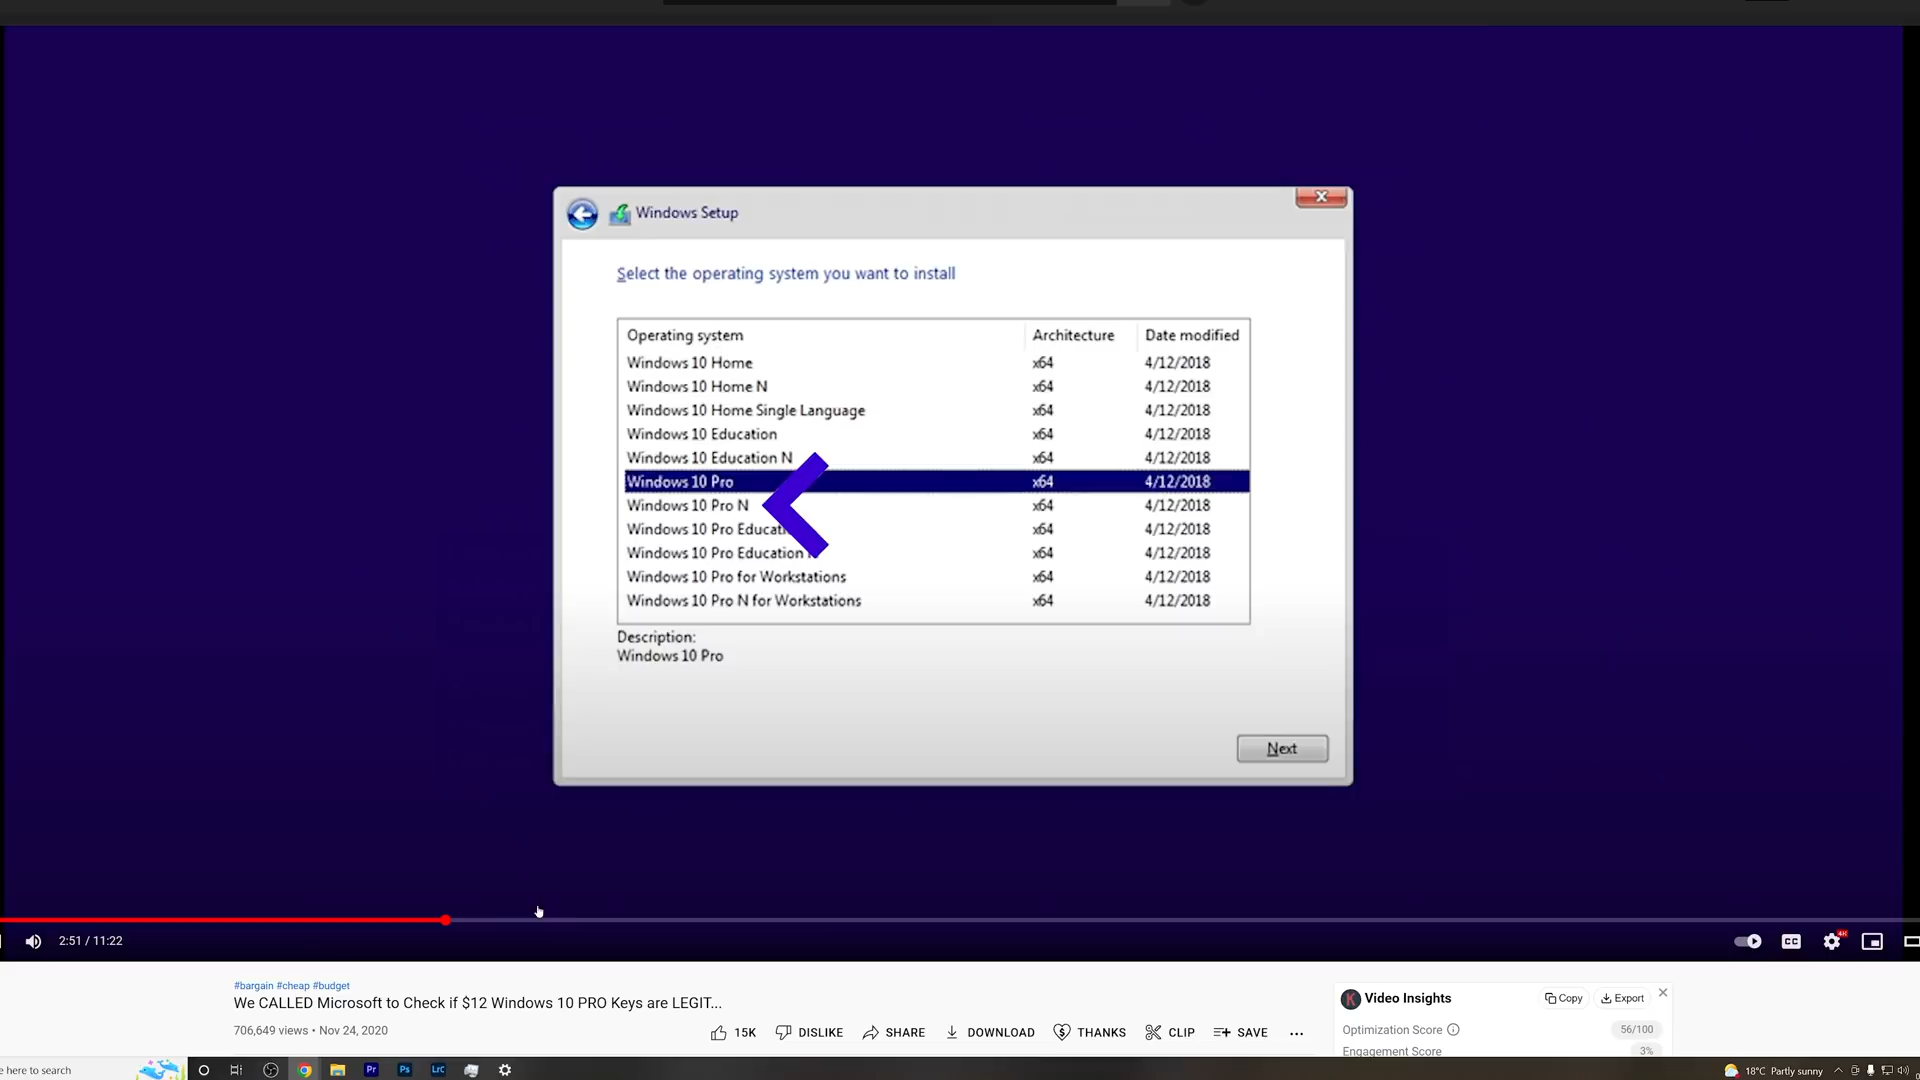 Windows Setup
Select the operating system you want to install
Operating system Architecture Date modified
Windows 10 Home x64 4/12/2018
Windows 10 Home N x64 4/12/2018
Windows 10 Home Single Language x64 4/12/2018
Windows 10 Education x64 4/12/2018
Windows 10 Education N x64 4/12/2018
Windows 10 Pro x64 4/12/2018
Windows 10 Pro N x64 4/12/2018
Windows 10 Pro x64 4/12/2018
Windows 10 Pro Education x64 4/12/2018
Windows 10 Pro for Workstations x64 4/12/2018
Windows 10 Pro N for Workstations x64 4/12/2018
Description:
Windows 10 Pro
Next
2:51 / 11:22
CC
4K
#bargain #cheap #budget
We CALLED Microsoft to Check if $12 Windows 10 PRO Keys are LEGIT...
706,649 views • Nov 24, 2020
15K DISLIKE SHARE DOWNLOAD THANKS CLIP SAVE ...
K Video Insights Copy Export
Optimization Score 56/100
Engagement Score 3%
here to search
Pr Ps LrC
18°C Partly sunny